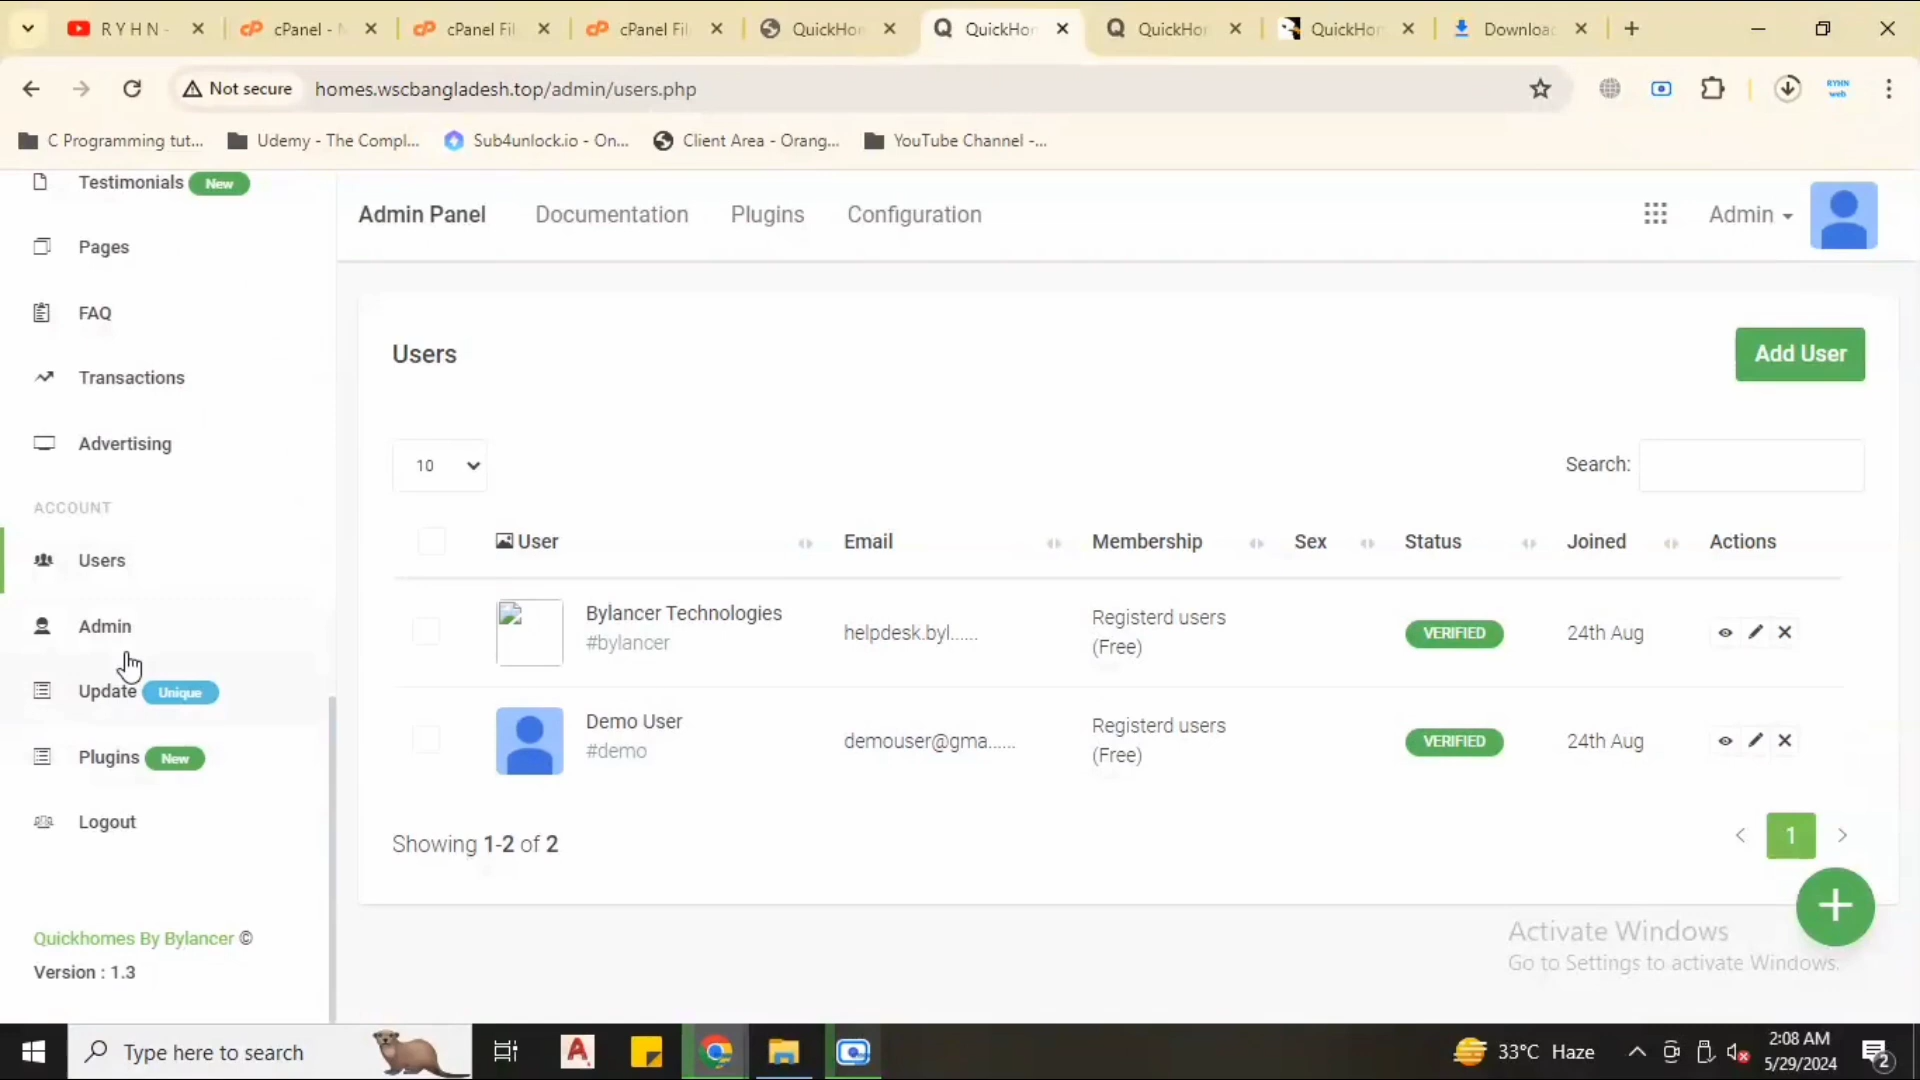 R Y H N -
cPanel -
cPanel Fil
cPanel Fil
QuickHo
QuickHor
QuickHo
QuickHor
Download
Not secure
homes.wscbangladesh.top/admin/users.php
RYHN
web
C Programming tut...
Udemy - The Compl...
Sub4unlock.io - On...
Client Area - Orang...
YouTube Channel -...
Testimonials New
Pages
FAQ
Transactions
Advertising
ACCOUNT
Users
Admin
Update Unique
Plugins New
Logout
Quickhomes By Bylancer ©
Version : 1.3
Admin Panel
Documentation
Plugins
Configuration
Admin
Users
Add User
10
Search:
User Email Membership Sex Status Joined Actions
Bylancer Technologies
#bylancer
helpdesk.byl......
Registerd users
(Free)
VERIFIED
24th Aug
Demo User
#demo
demouser@gma......
Registerd users
(Free)
VERIFIED
24th Aug
Showing 1-2 of 2
1
Activate Windows
Go to Settings to activate Windows.
Type here to search
A
33°C Haze
2:08 AM
5/29/2024
2